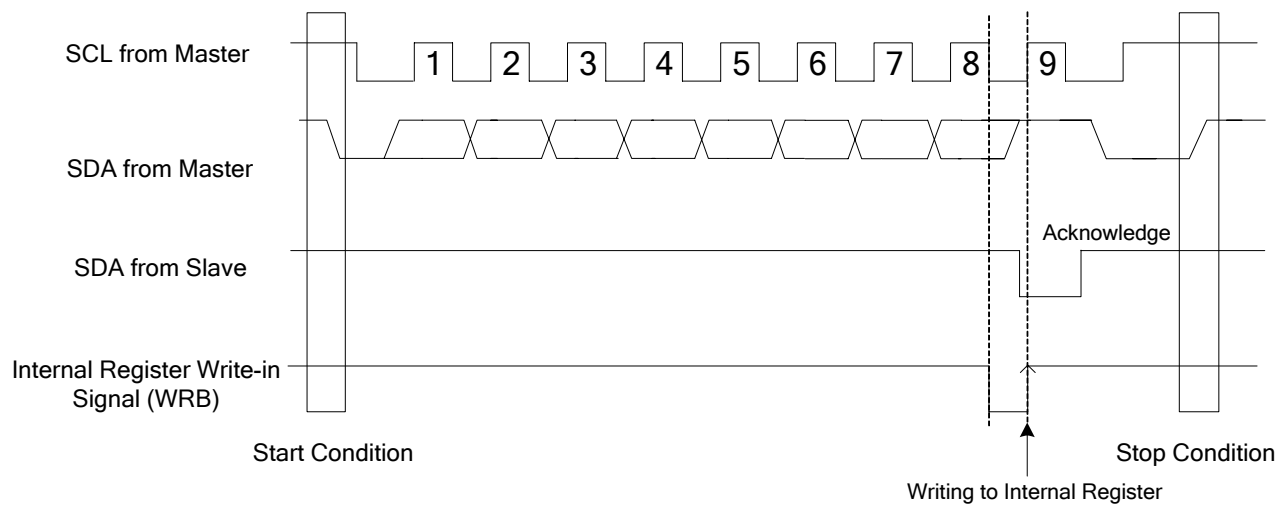 SCL from Master
1 2 3 4 5 6 7 8 9
SDA from Master
Acknowledge
SDA from Slave
Internal Register Write-in
Signal (WRB)
Start Condition
Stop Condition
Writing to Internal Register